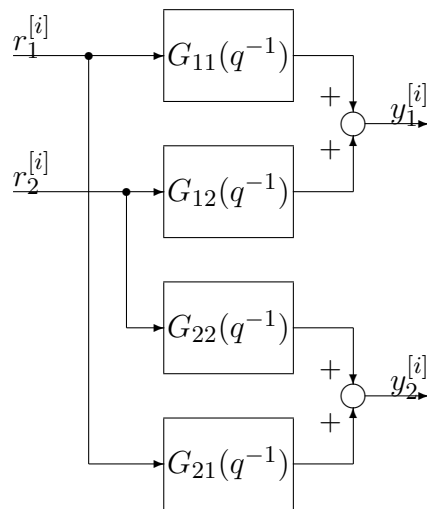 r_1^{[i]}
G_{11}(q^{-1})
+
y_1^{[i]}
+
r_2^{[i]}
G_{12}(q^{-1})
G_{22}(q^{-1})
+
y_2^{[i]}
+
G_{21}(q^{-1})